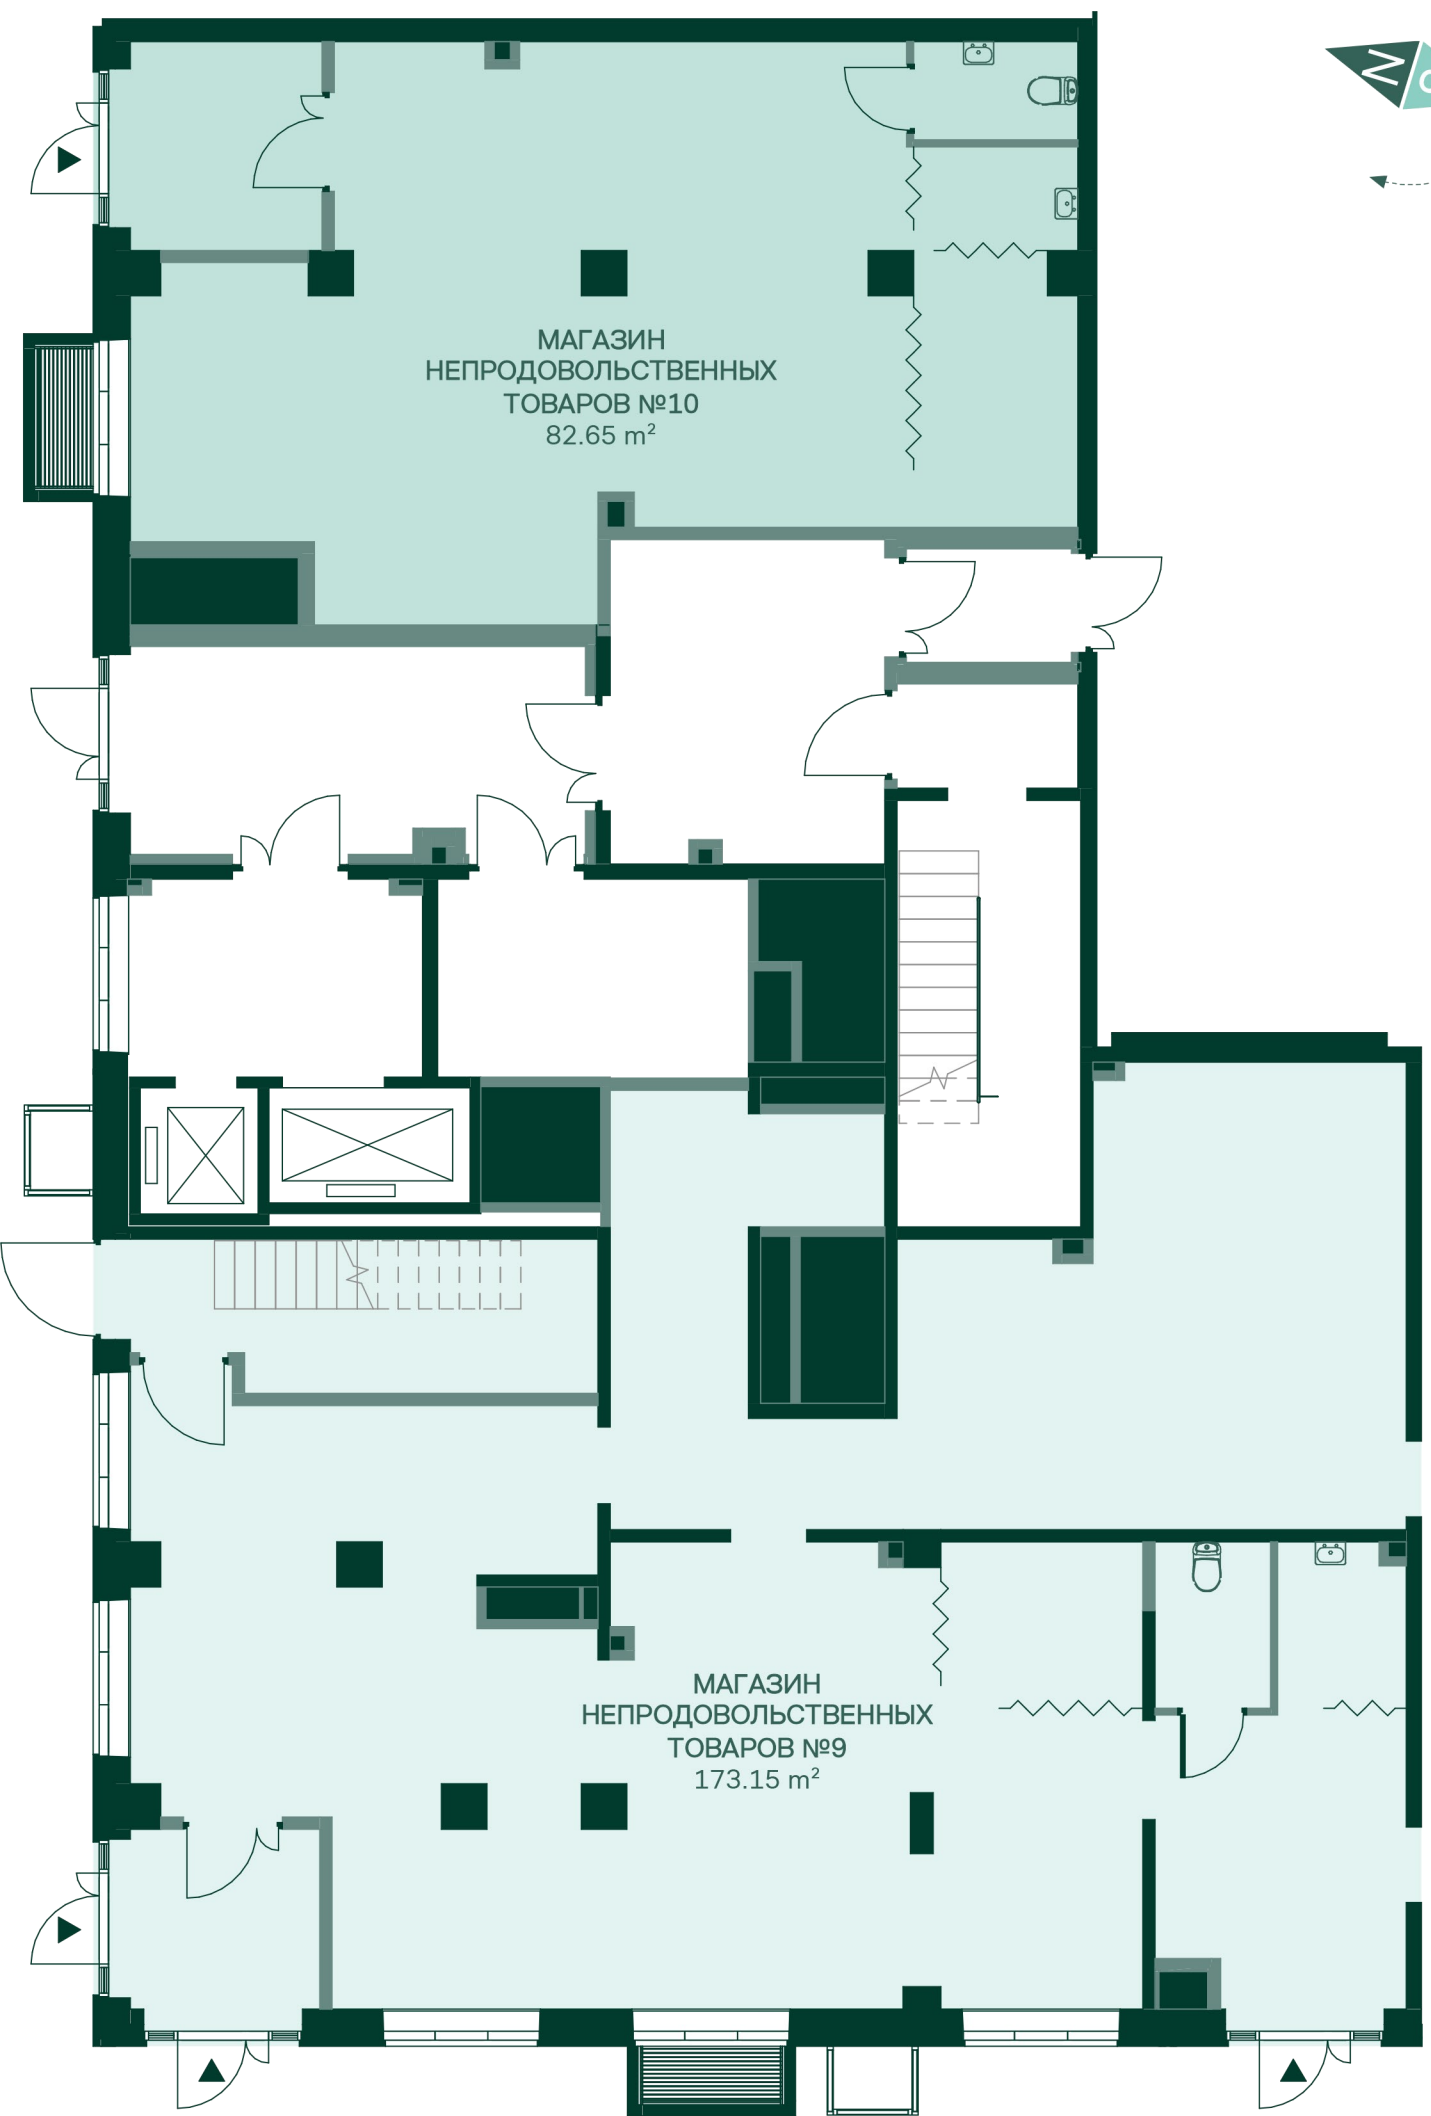 N
МАГАЗИН
НЕПРОДОВОЛЬСТВЕННЫХ
ТОВАРОВ №10
82.65 m²
МАГАЗИН
НЕПРОДОВОЛЬСТВЕННЫХ
ТОВАРОВ №9
173.15 m²